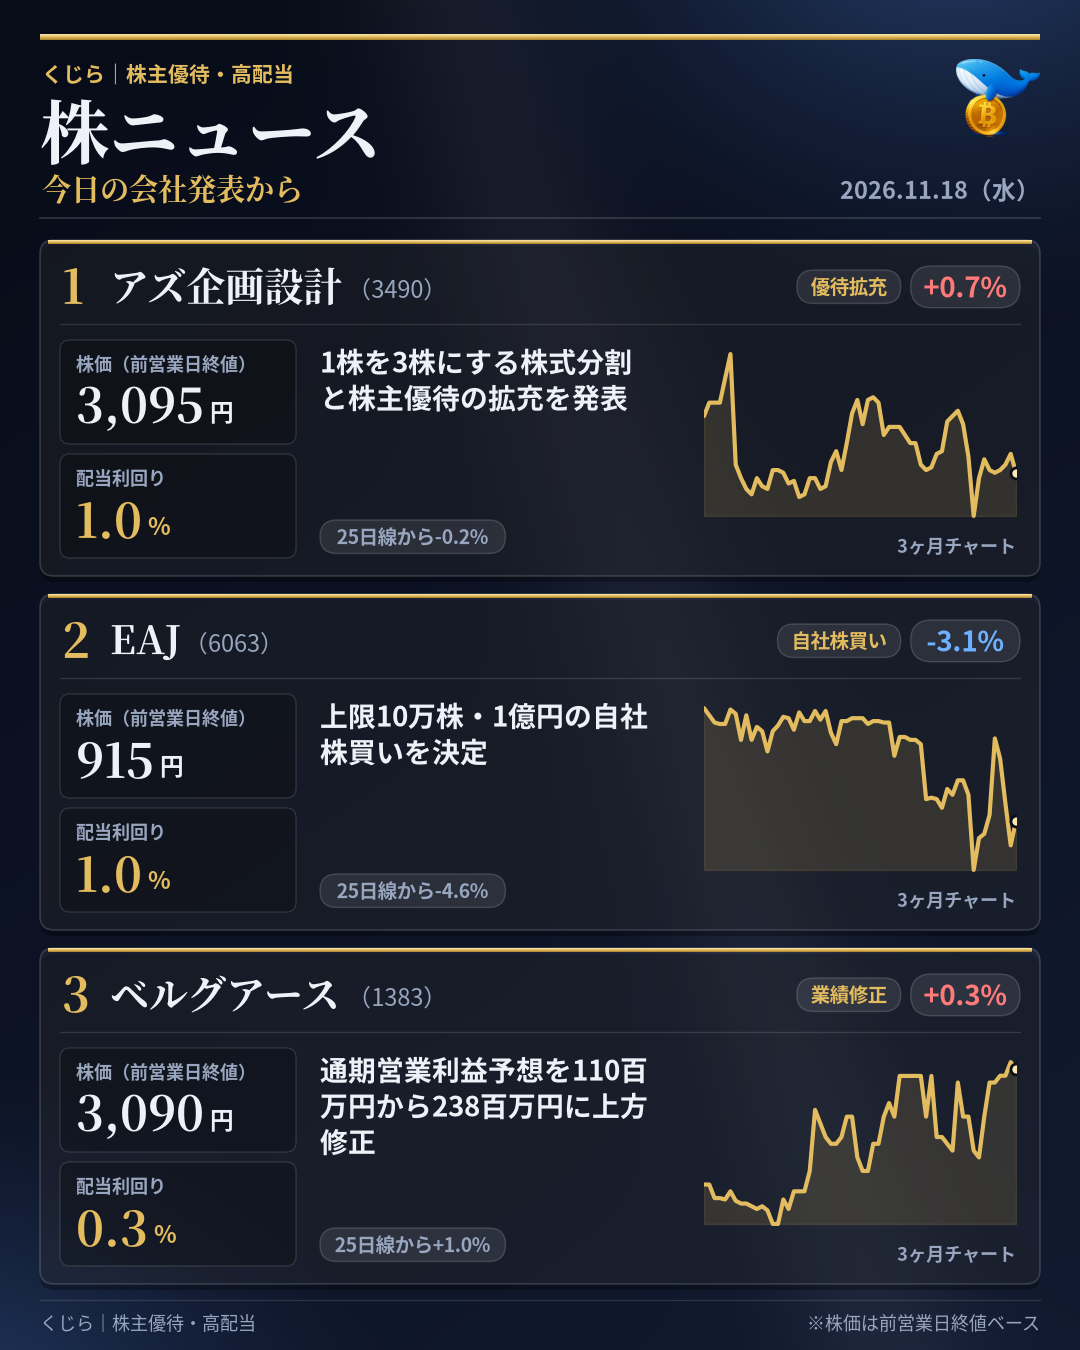 くじら｜株主優待・高配当
株ニュース
今日の会社発表から
2026.11.18（水）
1 アズ企画設計（3490） 優待拡充 +0.7%
株価（前営業日終値）
3,095円
配当利回り
1.0%
1株を3株にする株式分割
と株主優待の拡充を発表
25日線から-0.2%
3ヶ月チャート
2 EAJ（6063） 自社株買い -3.1%
株価（前営業日終値）
915円
配当利回り
1.0%
上限10万株・1億円の自社
株買いを決定
25日線から-4.6%
3ヶ月チャート
3 ベルグアース（1383） 業績修正 +0.3%
株価（前営業日終値）
3,090円
配当利回り
0.3%
通期営業利益予想を110百
万円から238百万円に上方
修正
25日線から+1.0%
3ヶ月チャート
くじら｜株主優待・高配当
※株価は前営業日終値ベース